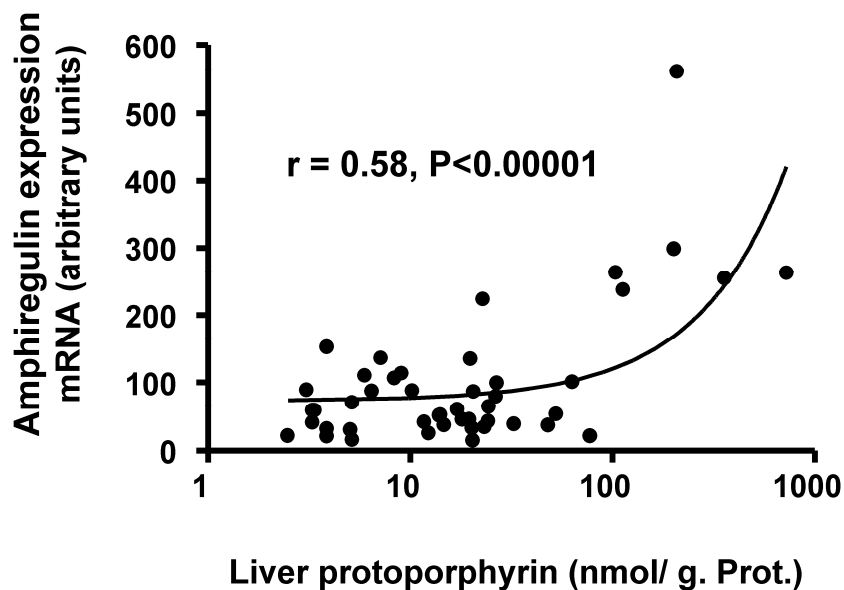 Amphiregulin expression
mRNA (arbitrary units)
600
500
400
300
200
100
0
r = 0.58, P<0.00001
1 10 100 1000
Liver protoporphyrin (nmol/ g. Prot.)